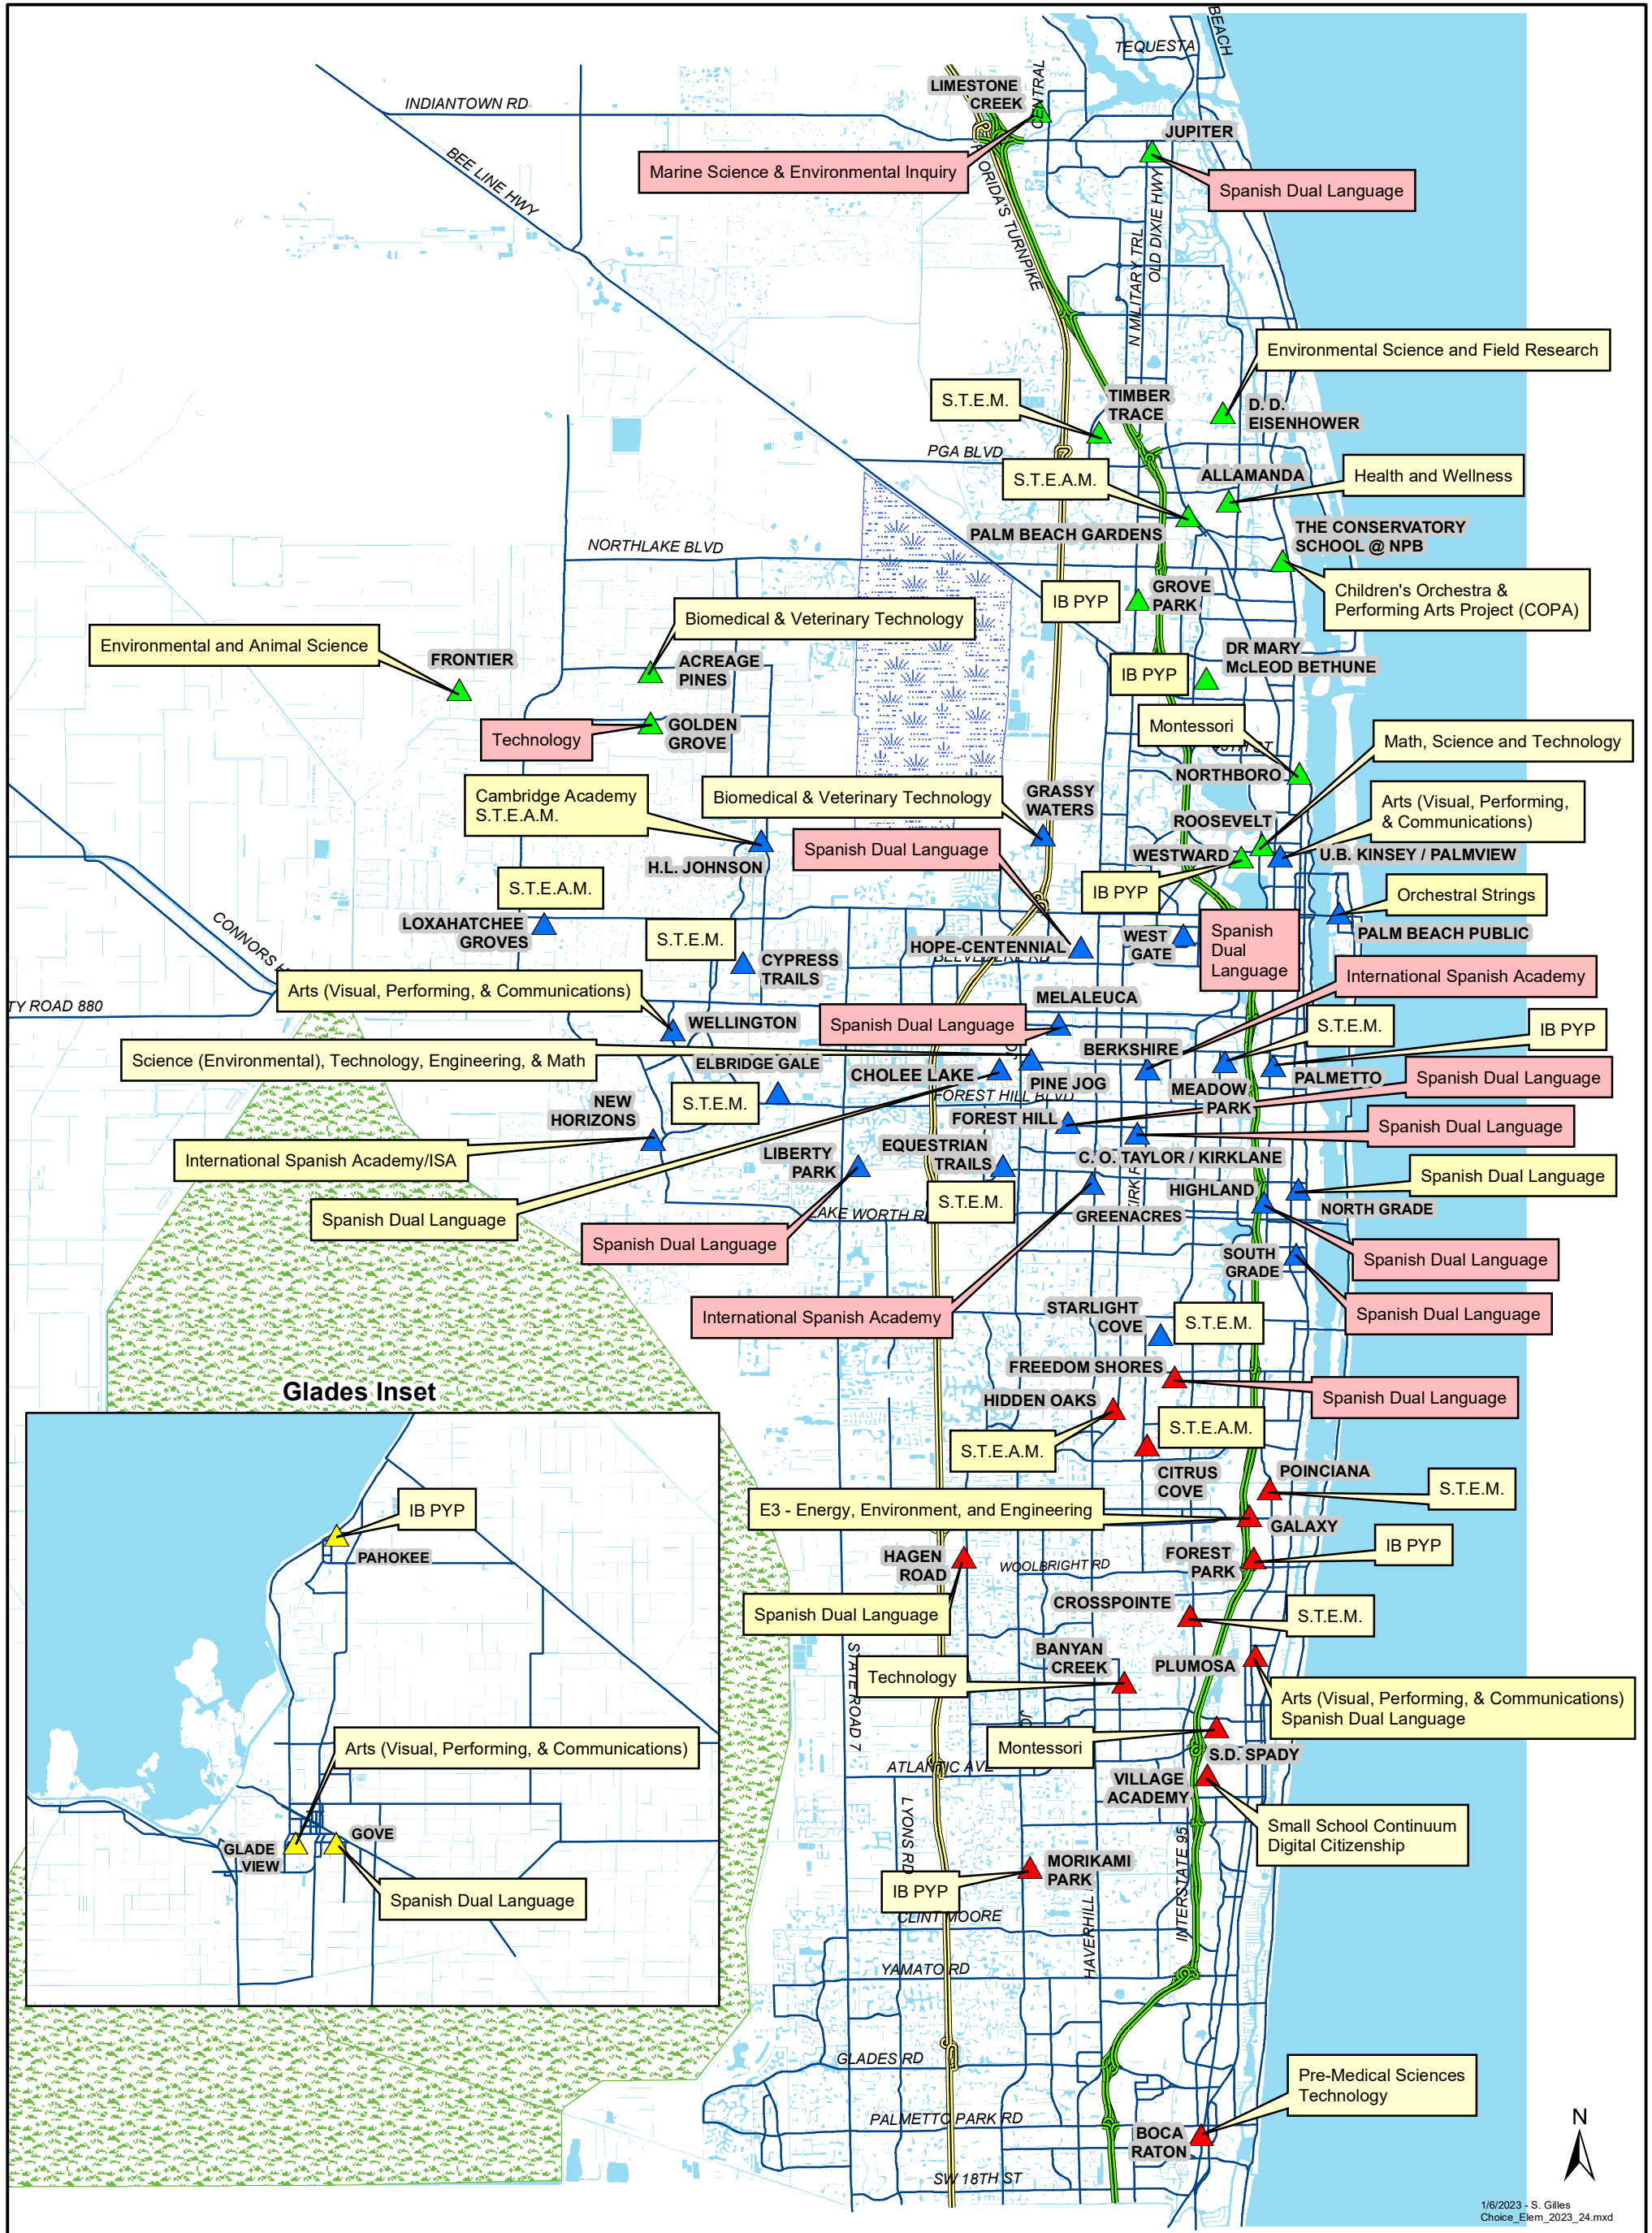 TEQUESTA
BEACH
LIMESTONE
CREEK
CENTRAL
INDIANTOWN RD
JUPITER
BEE LINE HWY
Marine Science & Environmental Inquiry
FLORIDA'S TURNPIKE
Spanish Dual Language
N MILITARY TRL
OLD DIXIE HWY
Environmental Science and Field Research
S.T.E.M.
TIMBER
TRACE
D. D.
EISENHOWER
PGA BLVD
S.T.E.A.M.
ALLAMANDA
Health and Wellness
PALM BEACH GARDENS
THE CONSERVATORY
SCHOOL @ NPB
NORTHLAKE BLVD
IB PYP
GROVE
PARK
Children's Orchestra &
Performing Arts Project (COPA)
Biomedical & Veterinary Technology
Environmental and Animal Science
FRONTIER
ACREAGE
PINES
DR MARY
McLEOD BETHUNE
IB PYP
GOLDEN
GROVE
Technology
Montessori
Math, Science and Technology
NORTHBORO
Cambridge Academy
S.T.E.A.M.
Biomedical & Veterinary Technology
GRASSY
WATERS
Arts (Visual, Performing,
& Communications)
ROOSEVELT
Spanish Dual Language
WESTWARD
U.B. KINSEY / PALMVIEW
H.L. JOHNSON
S.T.E.A.M.
IB PYP
Orchestral Strings
LOXAHATCHEE
GROVES
CONNORS H
S.T.E.M.
HOPE-CENTENNIAL
BELVEDERE RD
WEST
GATE
Spanish
Dual
Language
PALM BEACH PUBLIC
CYPRESS
TRAILS
International Spanish Academy
Arts (Visual, Performing, & Communications)
TY ROAD 880
MELALEUCA
WELLINGTON
Spanish Dual Language
S.T.E.M.
IB PYP
Science (Environmental), Technology, Engineering, & Math
ELBRIDGE GALE
CHOLEE LAKE
BERKSHIRE
PINE JOG
MEADOW
PARK
PALMETTO
Spanish Dual Language
NEW
HORIZONS
S.T.E.M.
FOREST HILL BLVD
FOREST HILL
Spanish Dual Language
International Spanish Academy/ISA
LIBERTY
PARK
EQUESTRIAN
TRAILS
C. O. TAYLOR / KIRKLANE
KIRK R
Spanish Dual Language
HIGHLAND
NORTH GRADE
Spanish Dual Language
LAKE WORTH R
S.T.E.M.
GREENACRES
Spanish Dual Language
SOUTH
GRADE
Spanish Dual Language
International Spanish Academy
STARLIGHT
COVE
S.T.E.M.
Spanish Dual Language
FREEDOM SHORES
Spanish Dual Language
Glades Inset
HIDDEN OAKS
S.T.E.A.M.
S.T.E.A.M.
CITRUS
COVE
POINCIANA
S.T.E.M.
E3 - Energy, Environment, and Engineering
GALAXY
IB PYP
PAHOKEE
HAGEN
ROAD
WOOLBRIGHT RD
FOREST
PARK
IB PYP
Spanish Dual Language
CROSSPOINTE
S.T.E.M.
STATE ROAD 7
BANYAN
CREEK
PLUMOSA
Technology
Arts (Visual, Performing, & Communications)
Spanish Dual Language
JO
Montessori
S.D. SPADY
Arts (Visual, Performing, & Communications)
ATLANTIC AVE
VILLAGE
ACADEMY
LYONS RD
Small School Continuum
Digital Citizenship
GLADE
VIEW
GOVE
INTERSTATE 95
MORIKAMI
PARK
IB PYP
Spanish Dual Language
CLINT MOORE
HAVERHILL
YAMATO RD
GLADES RD
Pre-Medical Sciences
Technology
PALMETTO PARK RD
BOCA
RATON
N
SW 18TH ST
1/6/2023 - S. Gilles
Choice_Elem_2023_24.mxd